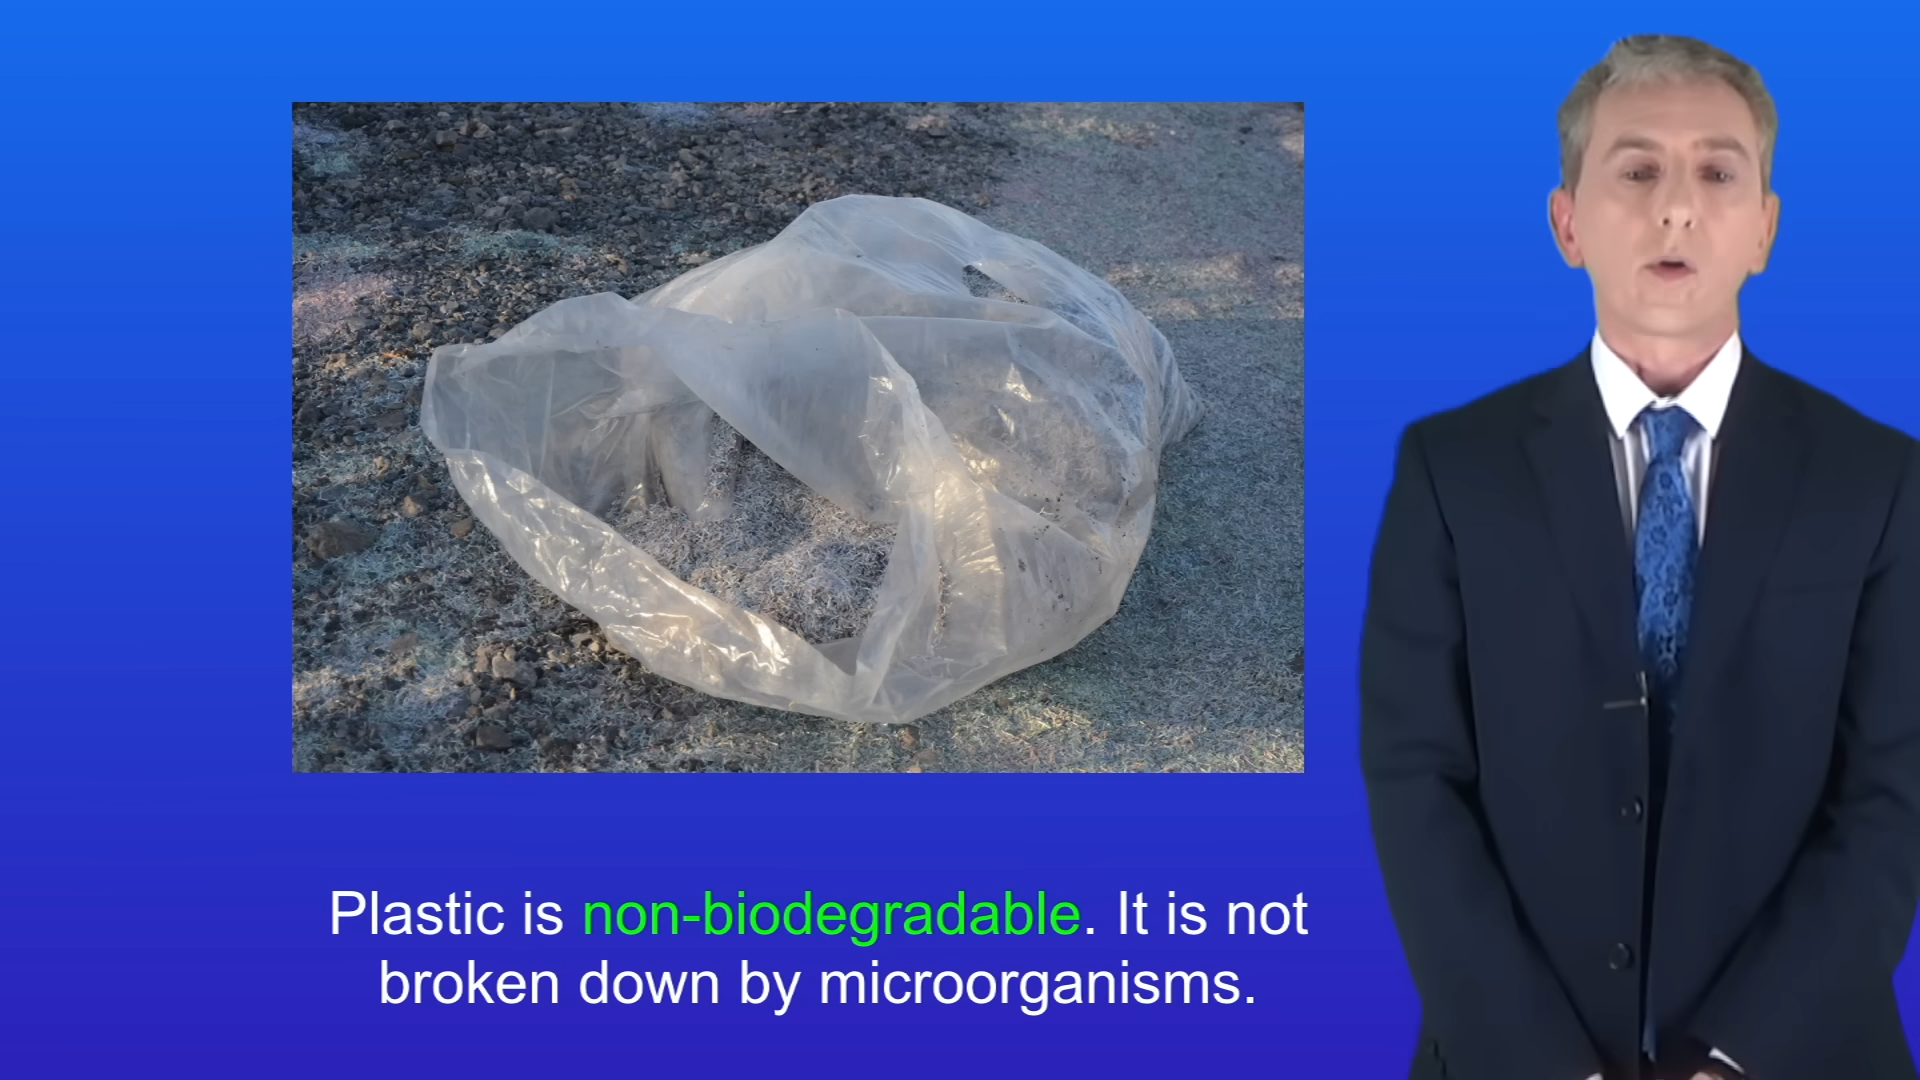 Plastic is non-biodegradable. It is not
broken down by microorganisms.